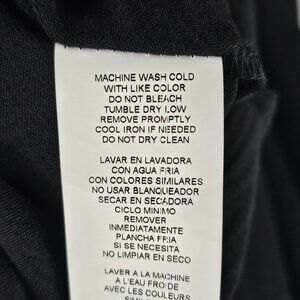 MACHINE WASH COLD
WITH LIKE COLOR
DO NOT BLEACH
TUMBLE DRY LOW
REMOVE PROMPTLY
COOL IRON IF NEEDED
DO NOT DRY CLEAN
LAVAR EN LAVADORA
CON AGUA FRIA
CON COLORES SIMILARES
NO USAR BLANQUEADOR
SECAR EN SECADORA
CICLO MINIMO
REMOVER
INMEDIATAMENTE
PLANCHA FRIA
SI SE NECESITA
NO LIMPIAR EN SECO
LAVER A LA MACHINE
A L'EAU FROIDE
AVEC LES COULEURS